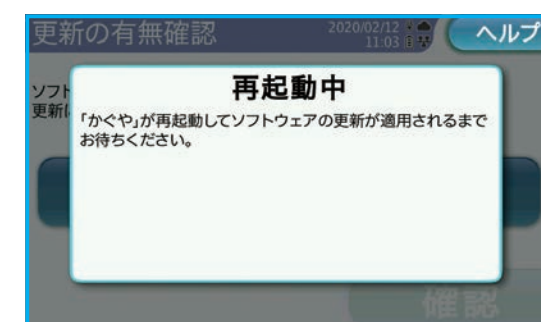 更新の有無確認
2020/02/12
11:03
ヘルプ
ソフト
更新
再起動中
「かぐや」が再起動してソフトウェアの更新が適用されるまで
お待ちください。
確認